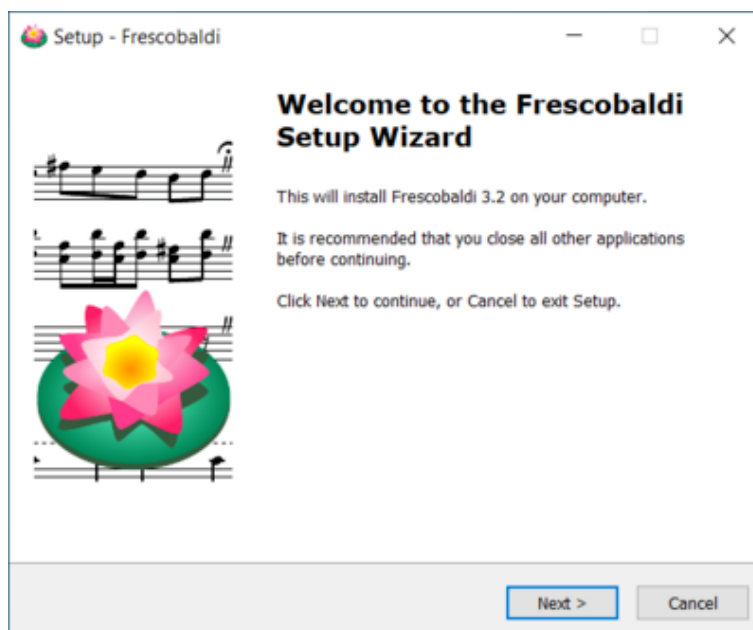 Setup - Frescobaldi
Welcome to the Frescobaldi
Setup Wizard
This will install Frescobaldi 3.2 on your computer.
It is recommended that you close all other applications
before continuing.
Click Next to continue, or Cancel to exit Setup.
Next >
Cancel